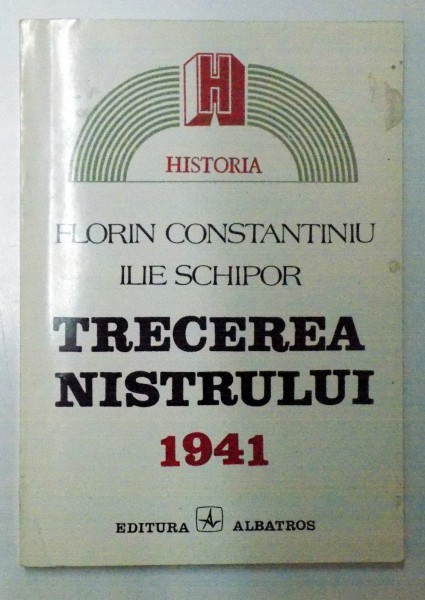 H
HISTORIA
FLORIN CONSTANTINIU
ILIE SCHIPOR
TRECEREA
NISTRULUI
1941
EDITURA ALBATROS